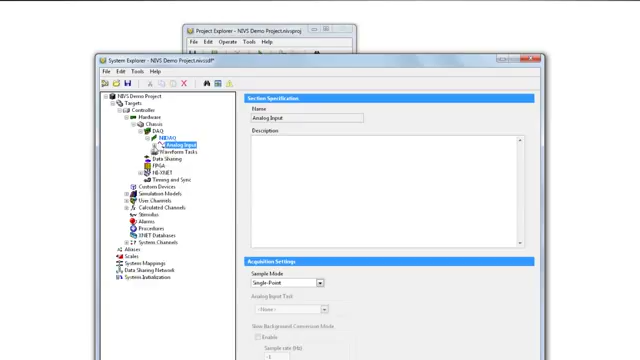 Project Explorer - NIVS Demo Project.nivsproj
File Edit Operate Tools Help
System Explorer - NIVS Demo Project.nivssdf*
File Edit Tools Help
NIVS Demo Project
Targets
Controller
Hardware
Chassis
DAQ
Analog Input
Waveform Tasks
Data Sharing
FPGA
NI-XNET
Timing and Sync
Custom Devices
Simulation Models
User Channels
Calculated Channels
Stimulus
Alarms
Procedures
XNET Databases
System Channels
Aliases
Scales
System Mappings
Data Sharing Network
System Initialization
Section Specification
Name
Analog Input
Description
Acquisition Settings
Sample Mode
Single-Point
Analog Input Task
--None--
Slow Background Conversion Mode
Enable
Sample rate (Hz)
-1